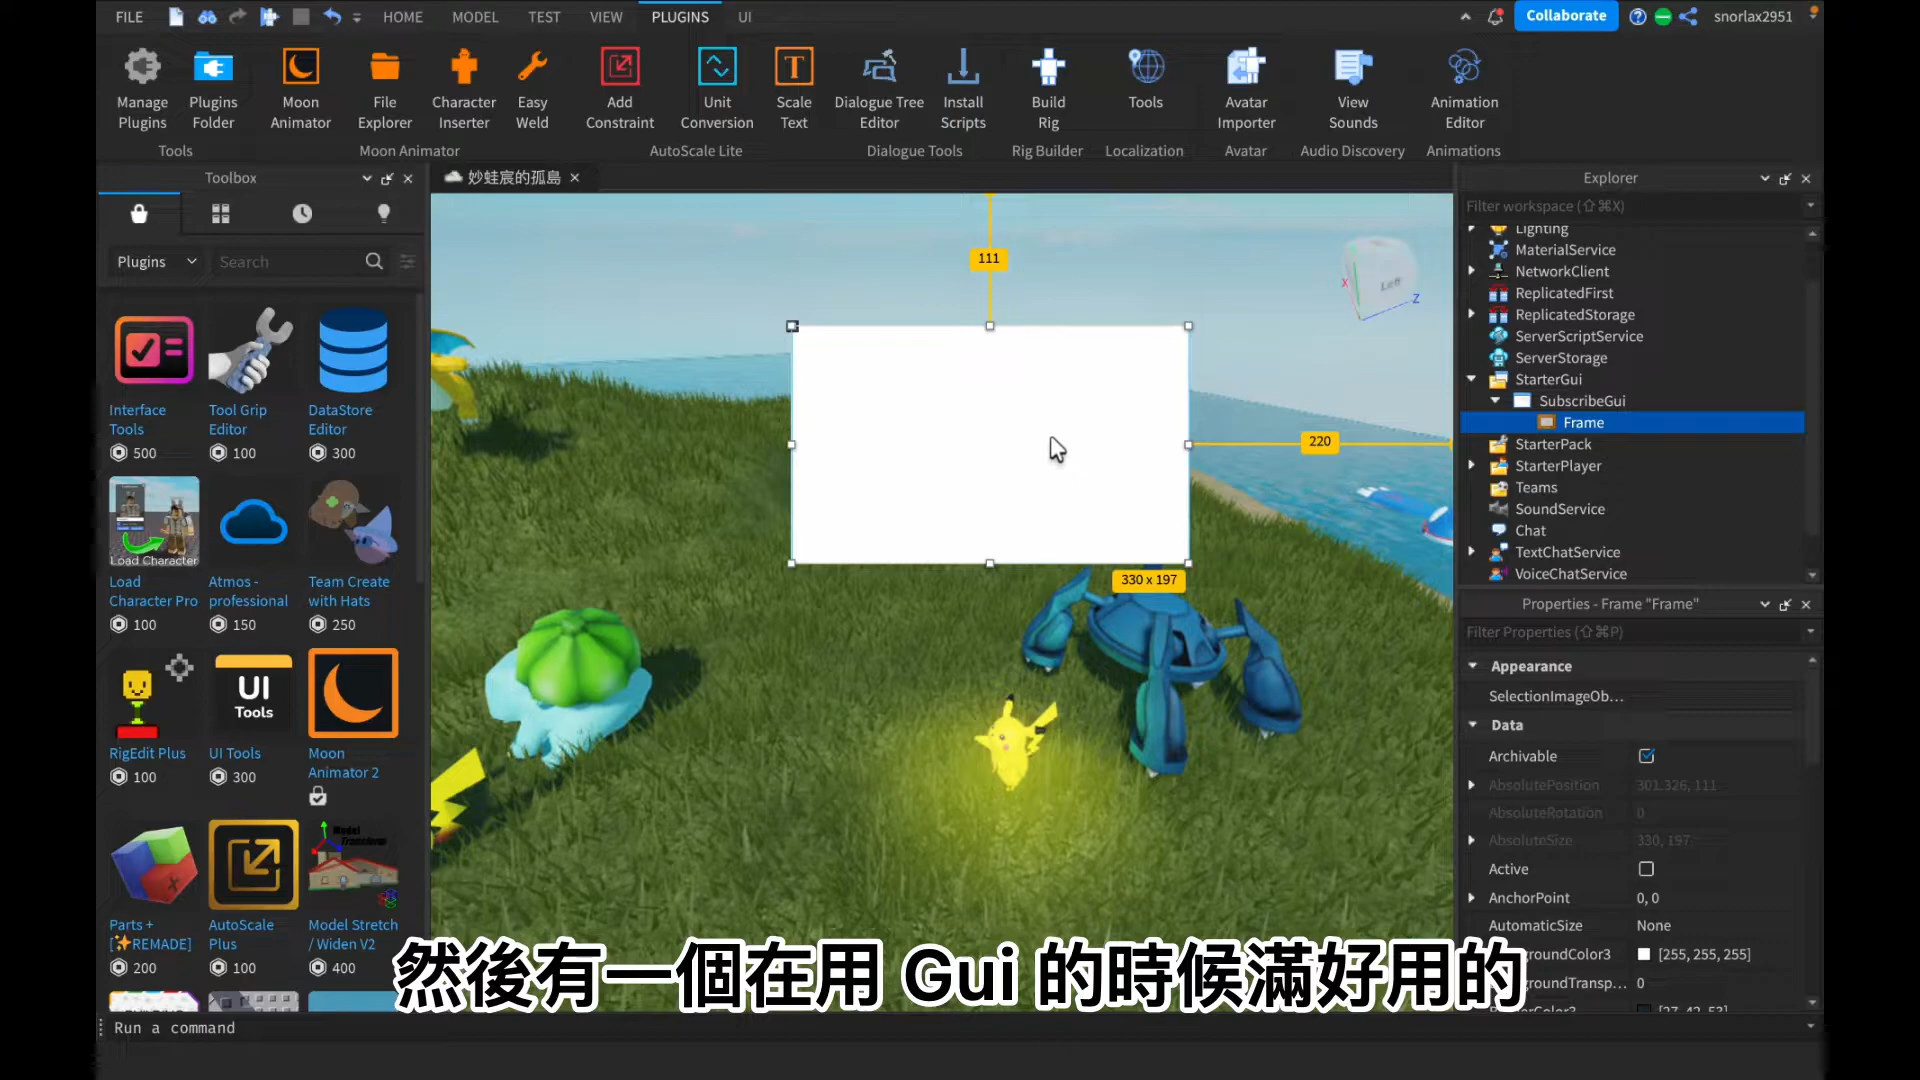 FILE
HOME
MODEL
TEST
VIEW
PLUGINS
UI
Collaborate
snorlax2951
Manage Plugins
Plugins Folder
Moon Animator
File Explorer
Character Inserter
Easy Weld
Add Constraint
Unit Conversion
Scale Text
Dialogue Tree Editor
Install Scripts
Build Rig
Tools
Avatar Importer
View Sounds
Animation Editor
Tools
Moon Animator
AutoScale Lite
Dialogue Tools
Rig Builder
Localization
Avatar
Audio Discovery
Animations
Toolbox
妙蛙宸的孤島
Plugins
Search
Interface Tools
500
Tool Grip Editor
100
DataStore Editor
300
Load Character
Load Character Pro
100
Atmos - professional
150
Team Create with Hats
250
RigEdit Plus
100
UI Tools
UI Tools
300
Moon Animator 2
Parts + [✨REMADE]
200
AutoScale Plus
100
Model Transform
Model Stretch / Widen V2
400
111
220
330 x 197
Left
X
Z
Explorer
Filter workspace (⇧⌘X)
Lighting
MaterialService
NetworkClient
ReplicatedFirst
ReplicatedStorage
ServerScriptService
ServerStorage
StarterGui
SubscribeGui
Frame
StarterPack
StarterPlayer
Teams
SoundService
Chat
TextChatService
VoiceChatService
Properties - Frame "Frame"
Filter Properties (⇧⌘P)
Appearance
SelectionImageOb...
Data
Archivable
AbsolutePosition 301.326, 111
AbsoluteRotation 0
AbsoluteSize 330, 197
Active
AnchorPoint 0, 0
AutomaticSize None
groundColor3 [255, 255, 255]
groundTransp... 0
然後有一個在用 Gui 的時候滿好用的
Run a command